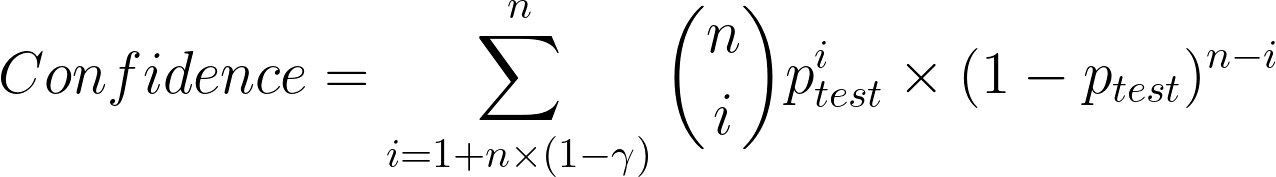 $Confidence = \sum_{i=1+n\times(1-\gamma)}^{n} \binom{n}{i} p_{test}^{i} \times (1 - p_{test})^{n-i}$